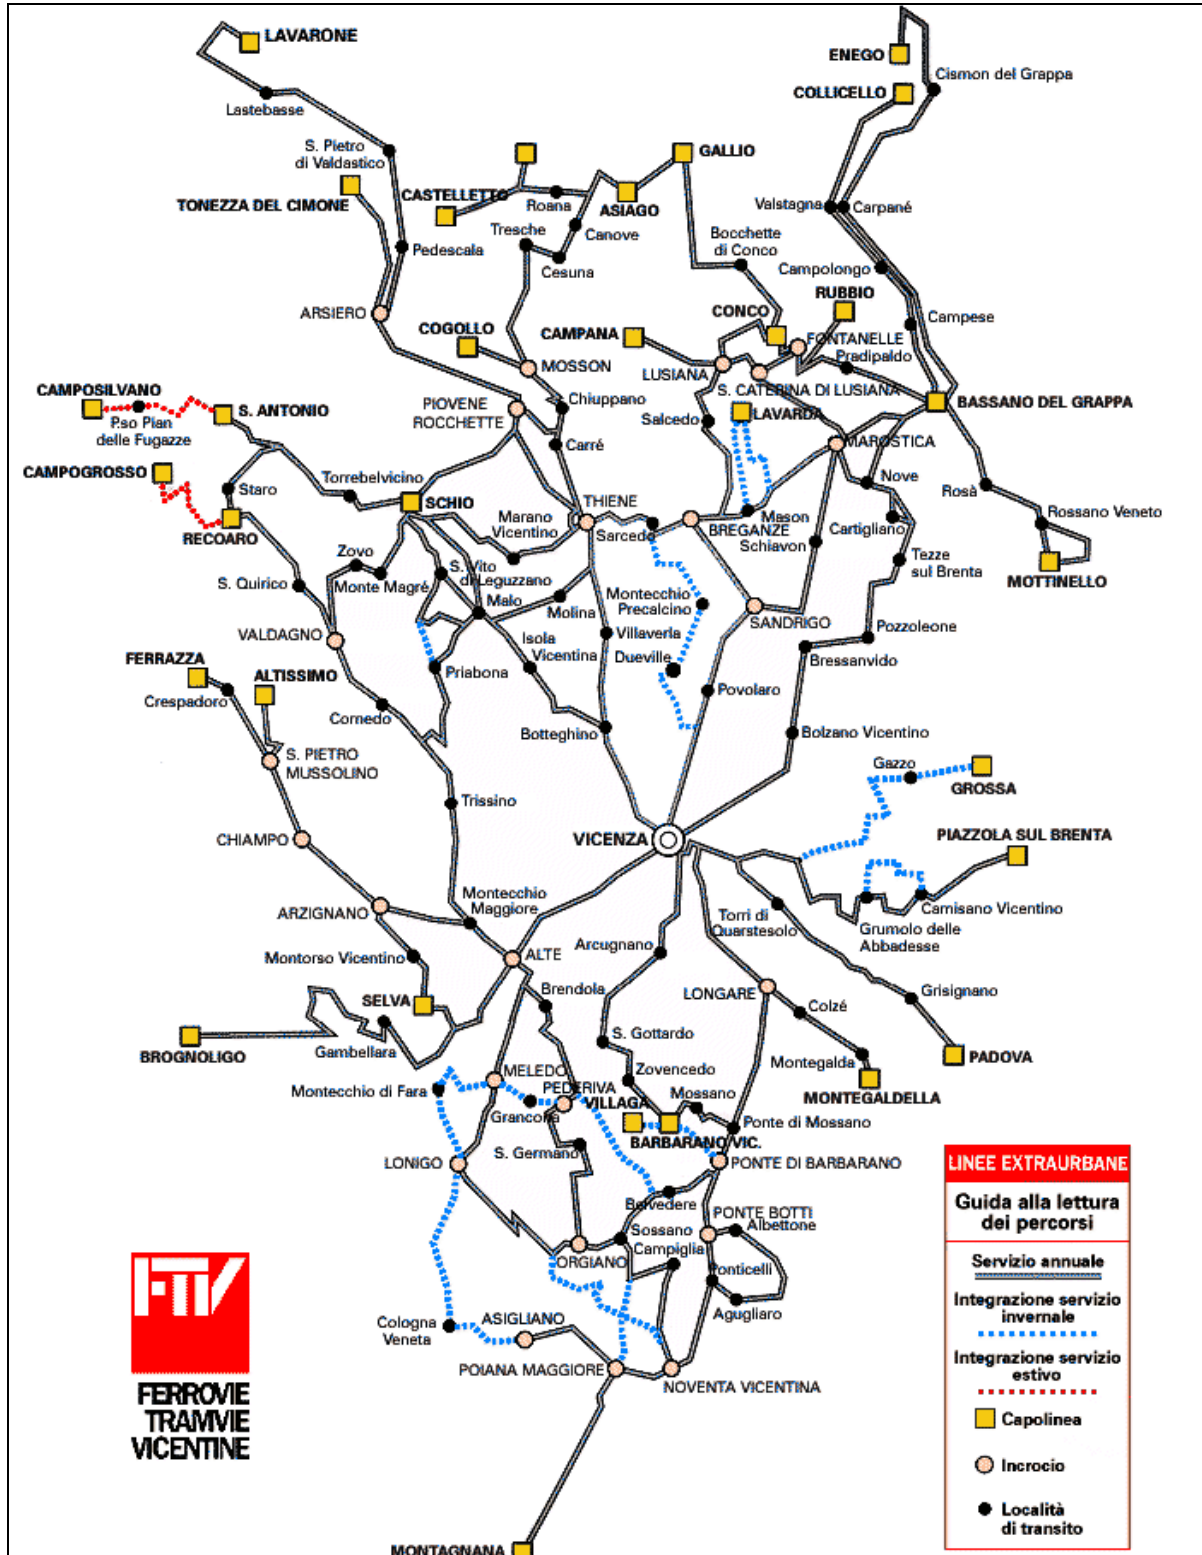 LAVARONE
ENEGO
Cismon del Grappa
COLLICELLO
Lastebasse
S. Pietro
di Valdastico
GALLIO
TONEZZA DEL CIMONE
CASTELLETTO
Roana
ASIAGO
Valstagna
Carpané
Tresche
Canove
Pedescala
Cesuna
Bocchette
di Conco
Campolongo
RUBBIO
ARSIERO
CONCO
COGOLLO
CAMPANA
FONTANELLE
Campese
Pradipaldo
MOSSON
LUSIANA
CAMPOSILVANO
S. ANTONIO
P.so Pian
delle Fugazze
PIOVENE
ROCCHETTE
Chiuppano
S. CATERINA DI LUSIANA
BASSANO DEL GRAPPA
LAVARDA
Salcedo
Carré
MAROSTICA
CAMPOGROSSO
Staro
Torrebelvicino
SCHIO
Nove
Rosà
THIENE
Marano
Vicentino
RECOARO
Sarcedo
BREGANZE
Mason
Schiavon
Cartigliano
Rossano Veneto
Zovo
S. Vito
di Leguzzano
Tezze
sul Brenta
S. Quirico
Monte Magré
MOTTINELLO
Malo
Molina
Montecchio
Precalcino
SANDRIGO
VALDAGNO
Isola
Vicentina
Villaverla
Pozzoleone
FERRAZZA
ALTISSIMO
Priabona
Dueville
Bressanvido
Crespadoro
Povolaro
Cornedo
Botteghino
Bolzano Vicentino
S. PIETRO
MUSSOLINO
Gazzo
GROSSA
Trissino
CHIAMPO
VICENZA
PIAZZOLA SUL BRENTA
Montecchio
Maggiore
ARZIGNANO
Torri di
Quarstesolo
Camisano Vicentino
Grumolo delle
Abbadesse
Montorso Vicentino
ALTE
Arcugnano
SELVA
Brendola
LONGARE
Colzé
Grisignano
BROGNOLIGO
Gambellara
S. Gottardo
Montegalda
PADOVA
MELEDO
Zovencedo
Montecchio di Fara
PEDERIVA
VILLAGA
Mossano
MONTEGALDELLA
Grancona
Ponte di Mossano
BARBARANO VIC.
S. Germano
LONIGO
PONTE DI BARBARANO
Belvedere
PONTE BOTTI
Albettone
Sossano
Campiglia
ORGIANO
Ponticelli
Agugliaro
Cologna
Veneta
ASIGLIANO
POIANA MAGGIORE
NOVENTA VICENTINA
MONTAGNANA
FTV
FERROVIE
TRAMVIE
VICENTINE
LINEE EXTRAURBANE
Guida alla lettura
dei percorsi
Servizio annuale
Integrazione servizio
invernale
Integrazione servizio
estivo
Capolinea
Incrocio
Località
di transito